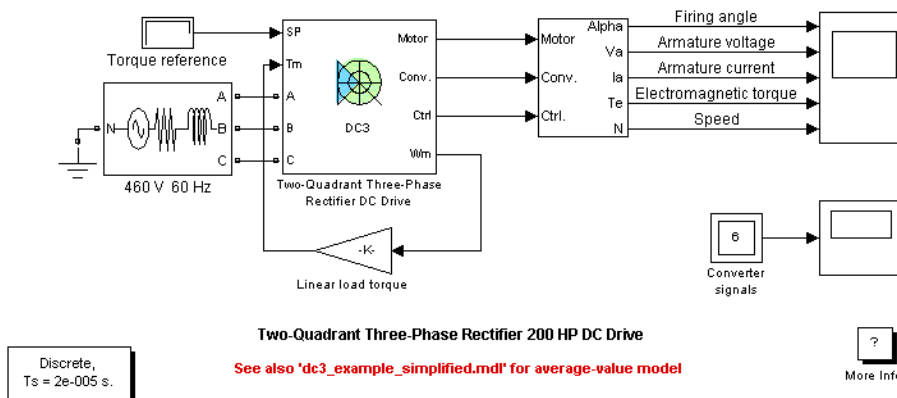 Torque reference
N
A
B
C
460 V 60 Hz
SP
Tm
A
B
C
Motor
Conv.
Ctrl
Wm
DC3
Two-Quadrant Three-Phase
Rectifier DC Drive
-K-
Linear load torque
Motor
Conv.
Ctrl.
Alpha
Va
Ia
Te
N
Firing angle
Armature voltage
Armature current
Electromagnetic torque
Speed
6
Converter
signals
Two-Quadrant Three-Phase Rectifier 200 HP DC Drive
See also 'dc3_example_simplified.mdl' for average-value model
Discrete,
Ts = 2e-005 s.
?
More Info